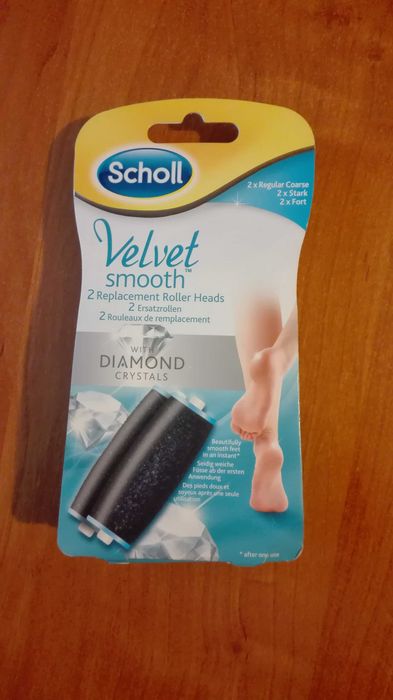 Scholl
2 x Regular Coarse
2 x Stark
2 x Fort
Velvet
smooth™
2 Replacement Roller Heads
2 Ersatzrollen
2 Rouleaux de remplacement
WITH
DIAMOND
CRYSTALS
Beautifully
smooth feet
in an instant*
Seidig weiche
Füsse ab der ersten
Anwendung
Des pieds doux et
soyeux après une seule
utilisation
* after one use